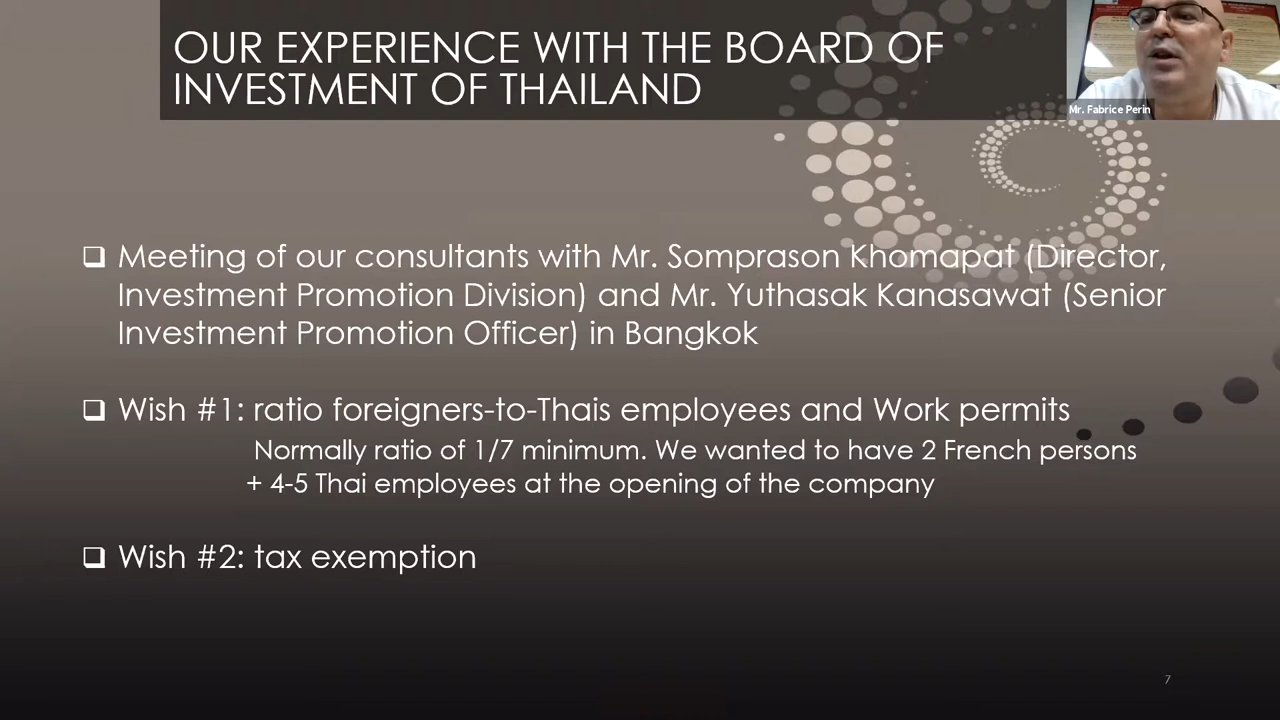 OUR EXPERIENCE WITH THE BOARD OF
INVESTMENT OF THAILAND
Mr. Fabrice Perin
❑ Meeting of our consultants with Mr. Somprason Khomapat (Director,
Investment Promotion Division) and Mr. Yuthasak Kanasawat (Senior
Investment Promotion Officer) in Bangkok
❑ Wish #1: ratio foreigners-to-Thais employees and Work permits
Normally ratio of 1/7 minimum. We wanted to have 2 French persons
+ 4-5 Thai employees at the opening of the company
❑ Wish #2: tax exemption
7